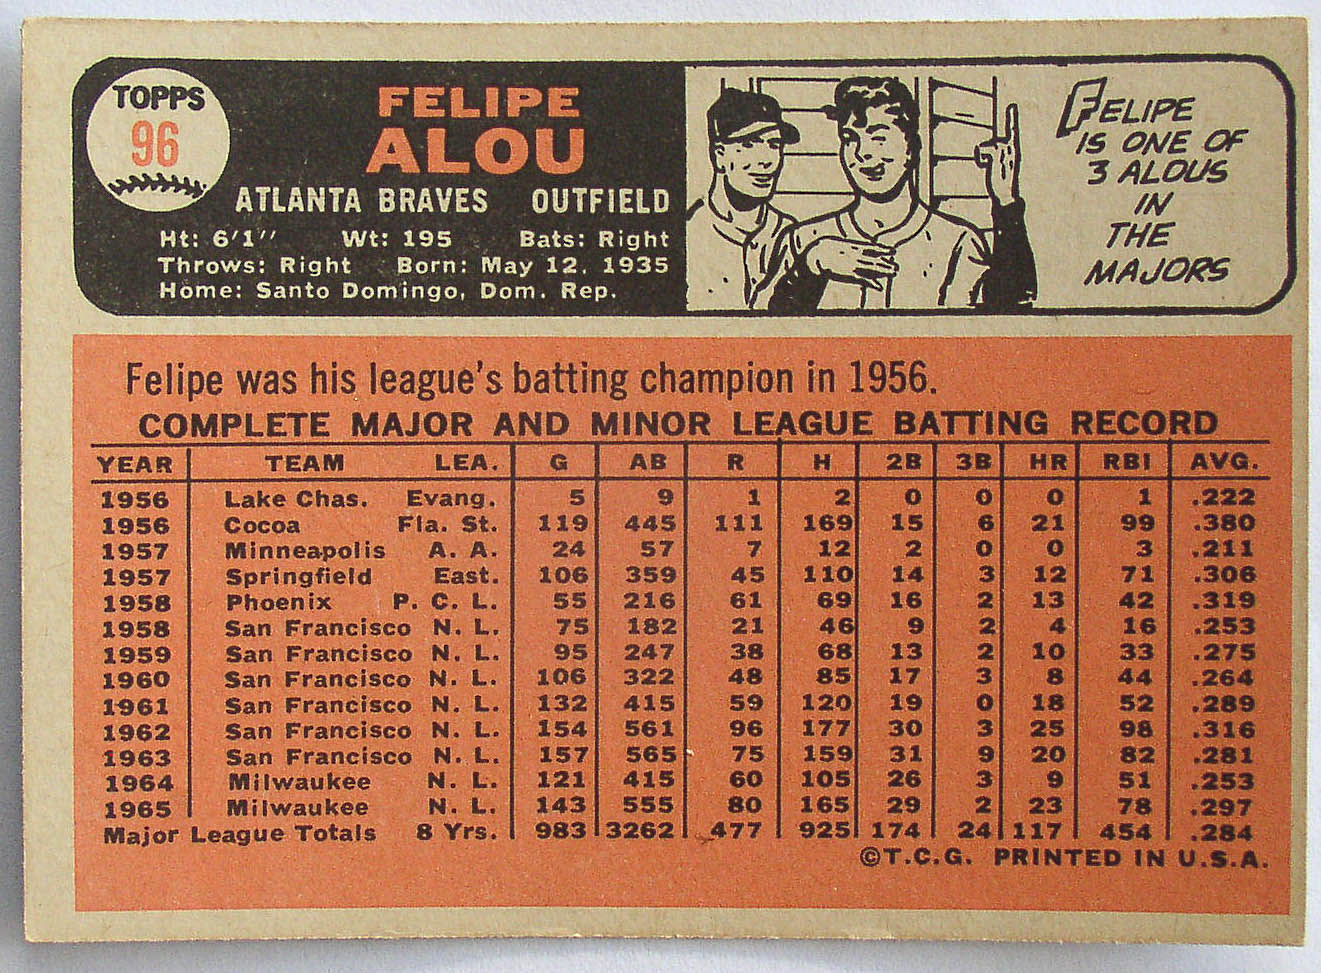 TOPPS
96
FELIPE
ALOU
ATLANTA BRAVES OUTFIELD
Ht: 6'1" Wt: 195 Bats: Right
Throws: Right Born: May 12, 1935
Home: Santo Domingo, Dom. Rep.
FELIPE
IS ONE OF
3 ALOUS
IN
THE
MAJORS
Felipe was his league's batting champion in 1956.
COMPLETE MAJOR AND MINOR LEAGUE BATTING RECORD
YEAR TEAM LEA. G AB R H 2B 3B HR RBI AVG.
1956 Lake Chas. Evang. 5 9 1 2 0 0 0 1 .222
1956 Cocoa Fla. St. 119 445 111 169 15 6 21 99 .380
1957 Minneapolis A. A. 24 57 7 12 2 0 0 3 .211
1957 Springfield East. 106 359 45 110 14 3 12 71 .306
1958 Phoenix P. C. L. 55 216 61 69 16 2 13 42 .319
1958 San Francisco N. L. 75 182 21 46 9 2 4 16 .253
1959 San Francisco N. L. 95 247 38 68 13 2 10 33 .275
1960 San Francisco N. L. 106 322 48 85 17 3 8 44 .264
1961 San Francisco N. L. 132 415 59 120 19 0 18 52 .289
1962 San Francisco N. L. 154 561 96 177 30 3 25 98 .316
1963 San Francisco N. L. 157 565 75 159 31 9 20 82 .281
1964 Milwaukee N. L. 121 415 60 105 26 3 9 51 .253
1965 Milwaukee N. L. 143 555 80 165 29 2 23 78 .297
Major League Totals 8 Yrs. 983 3262 477 925 174 24 117 454 .284
©T.C.G. PRINTED IN U.S.A.